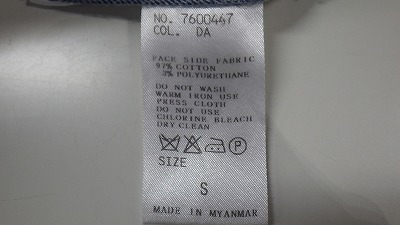 NO. 7600447
COL. DA
FACE SIDE FABRIC
97% COTTON
3% POLYURETHANE
DO NOT WASH
WARM IRON USE
PRESS CLOTH
DO NOT USE
CHLORINE BLEACH
DRY CLEAN
P
SIZE
S
MADE IN MYANMAR